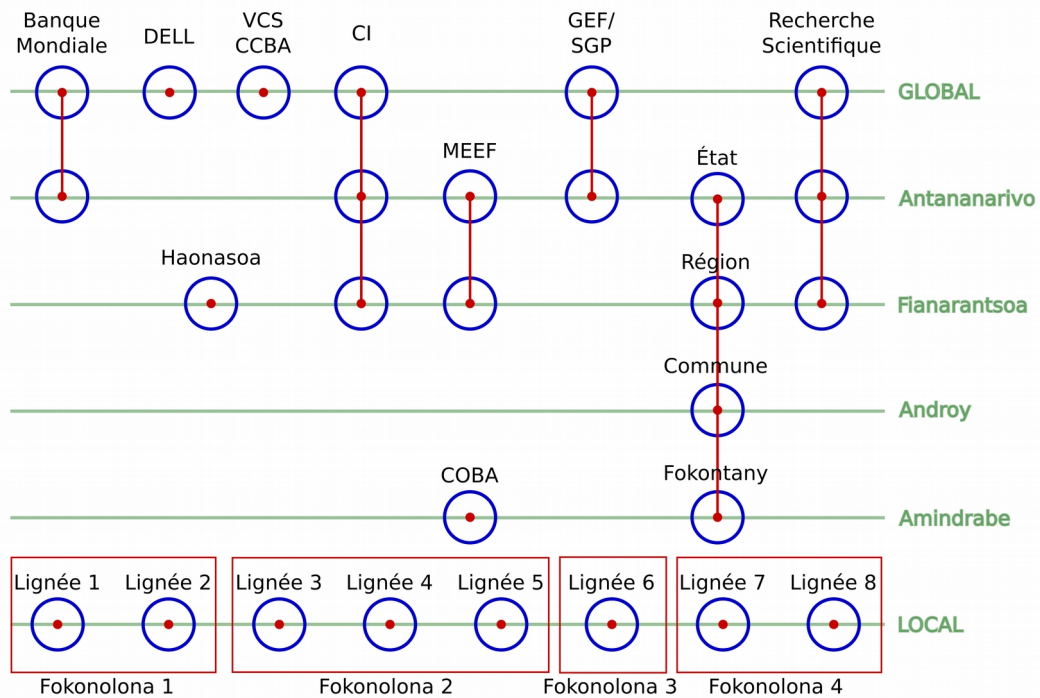 Banque
Mondiale
DELL
VCS
CCBA
CI
GEF/
SGP
Recherche
Scientifique
GLOBAL
MEEF
État
Antananarivo
Haonasoa
Région
Fianarantsoa
Commune
Androy
COBA
Fokontany
Amindrabe
Lignée 1
Lignée 2
Lignée 3
Lignée 4
Lignée 5
Lignée 6
Lignée 7
Lignée 8
LOCAL
Fokonolona 1
Fokonolona 2
Fokonolona 3
Fokonolona 4